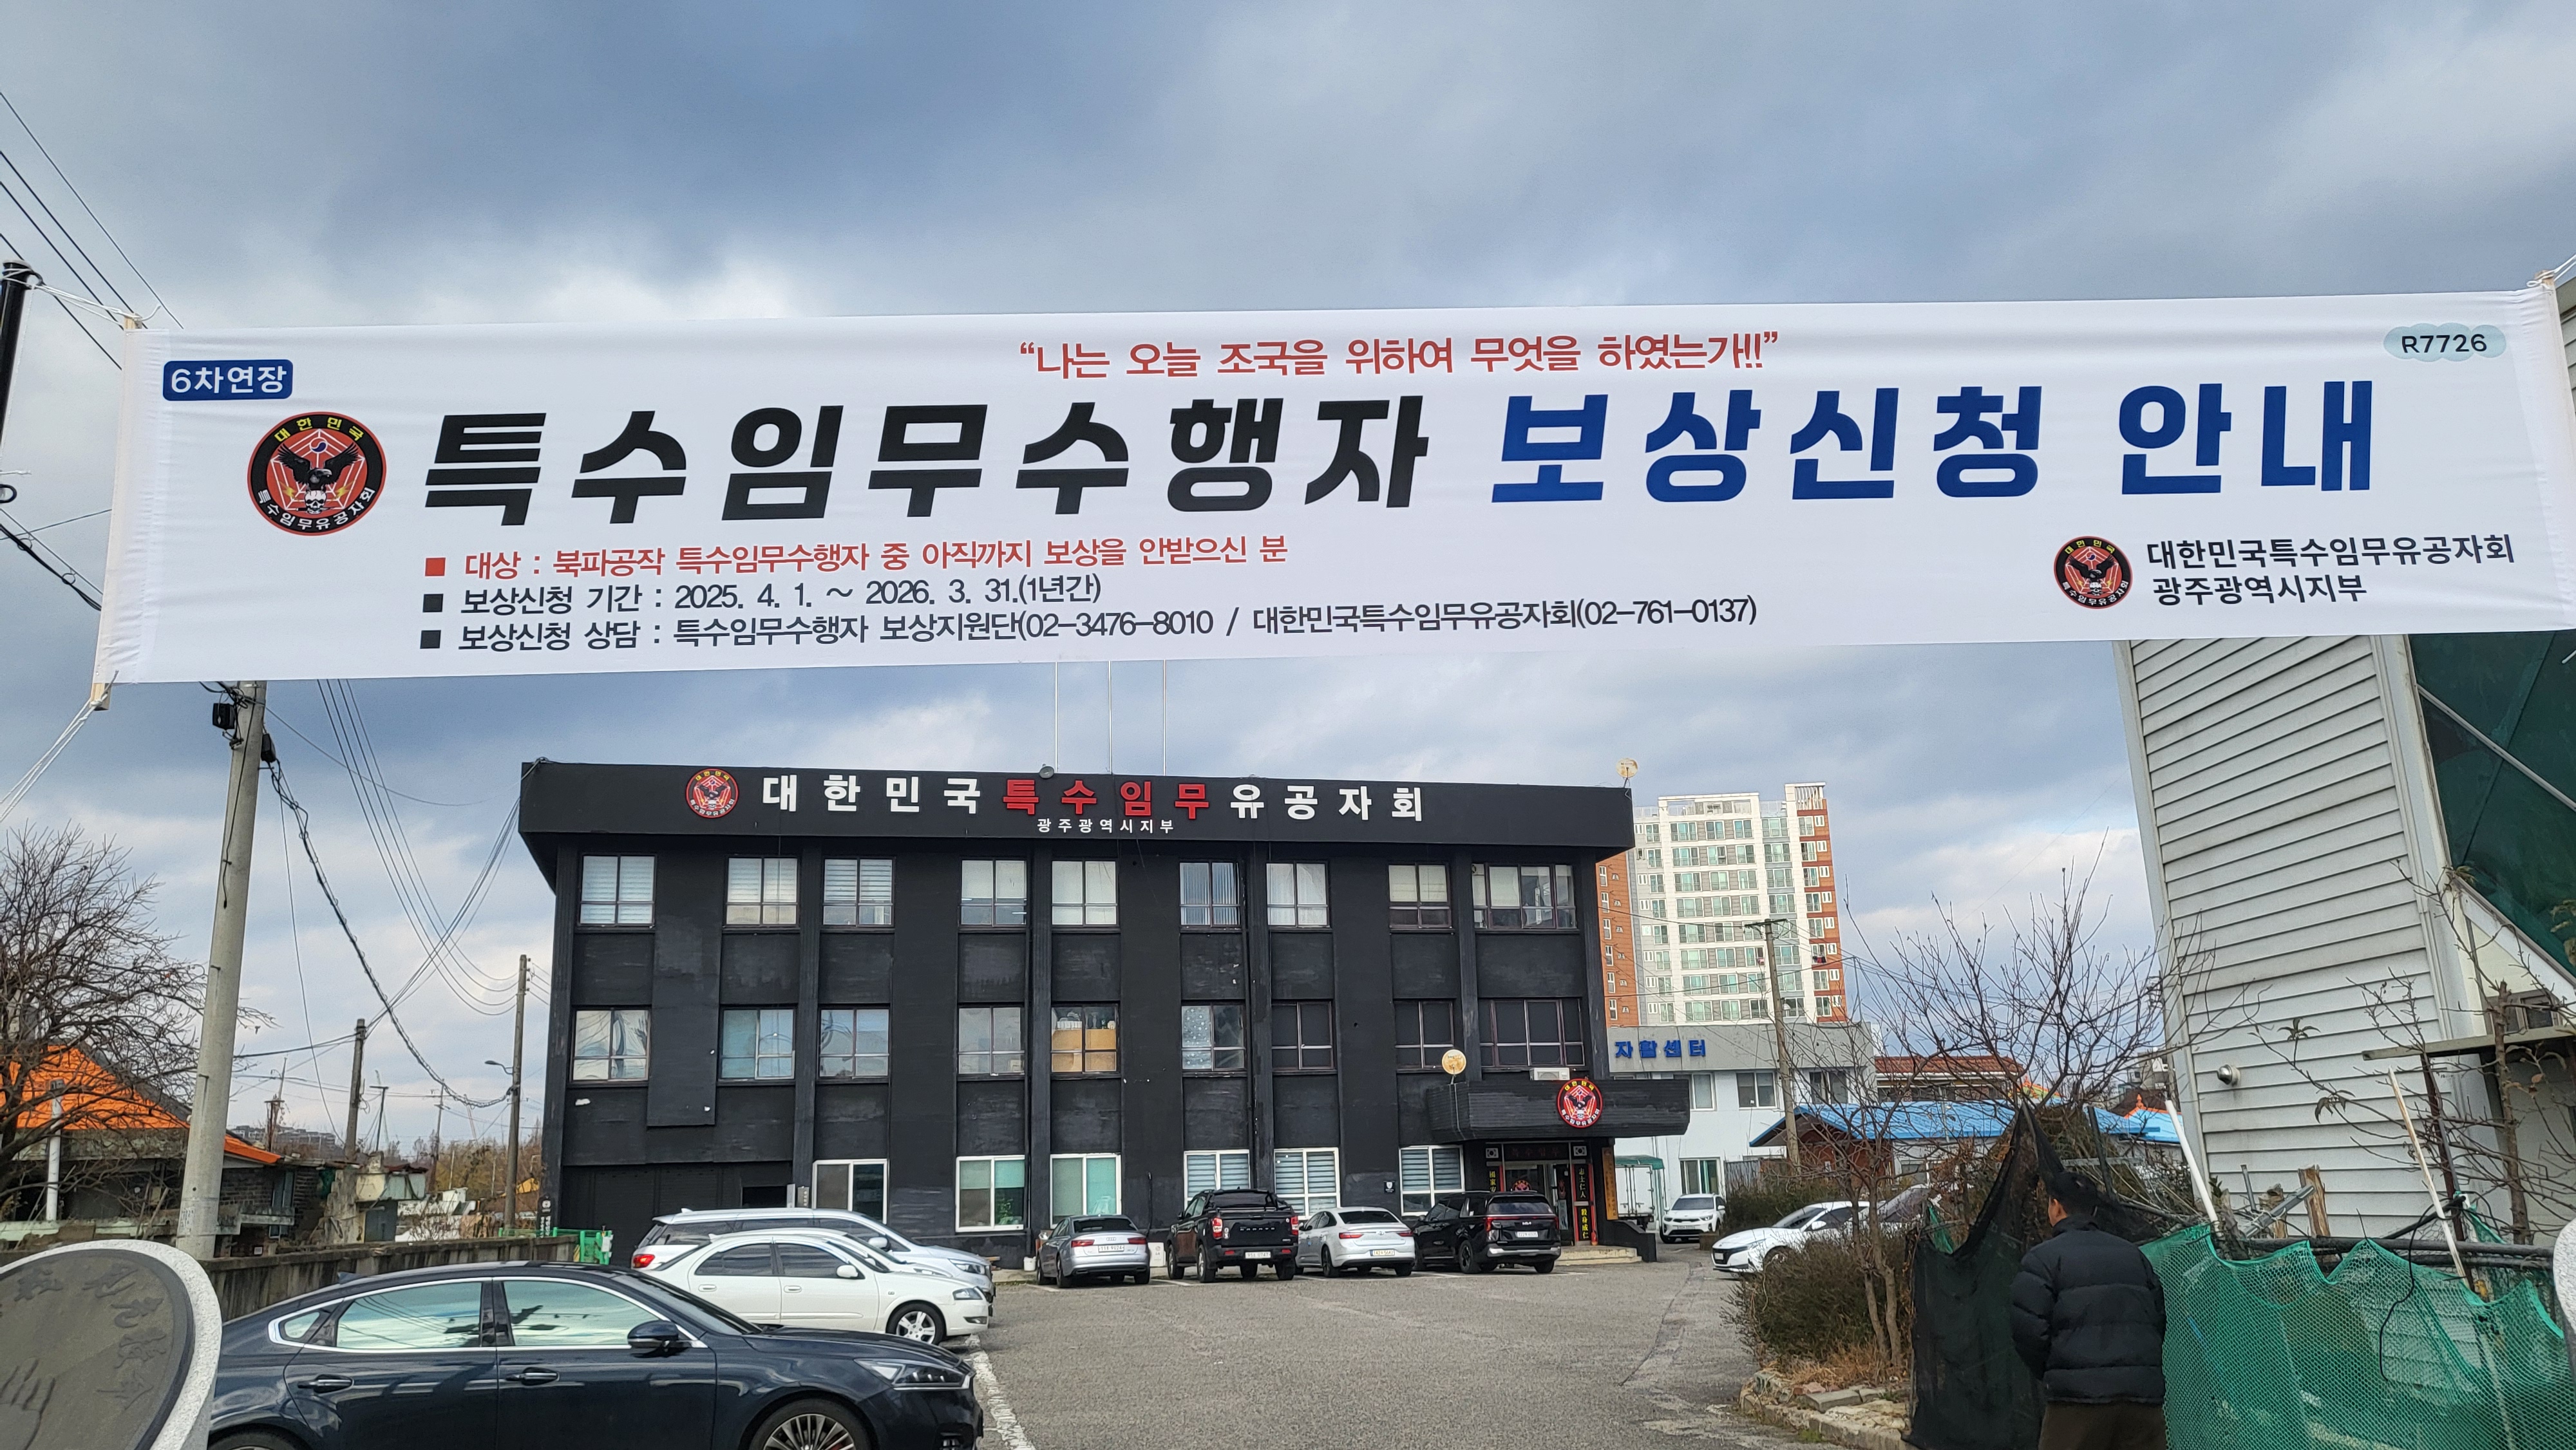 6차연장
"나는 오늘 조국을 위하여 무엇을 하였는가!!"
R7726
대한민국
특수임무유공자회
특수임무수행자 보상신청 안내
■ 대상 : 북파공작 특수임무수행자 중 아직까지 보상을 안받으신 분
■ 보상신청 기간 : 2025. 4. 1. ~ 2026. 3. 31.(1년간)
■ 보상신청 상담 : 특수임무수행자 보상지원단(02-3476-8010 / 대한민국특수임무유공자회(02-761-0137)
대한민국특수임무유공자회
광주광역시지부
대한민국특수임무유공자회
광주광역시지부
자활센터